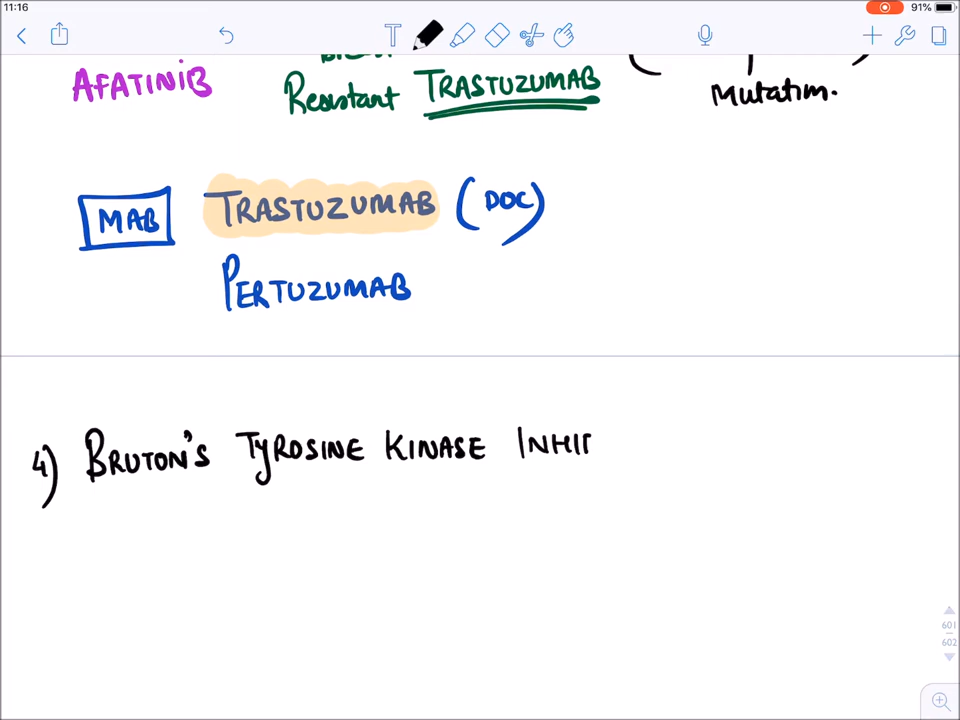 11:16
91%
T
AFATINIB
Resistant TRASTUZUMAB
Mutation.
MAB TRASTUZUMAB (DOC)
PERTUZUMAB
4) BRUTON'S TYROSINE KINASE INHI
601
602